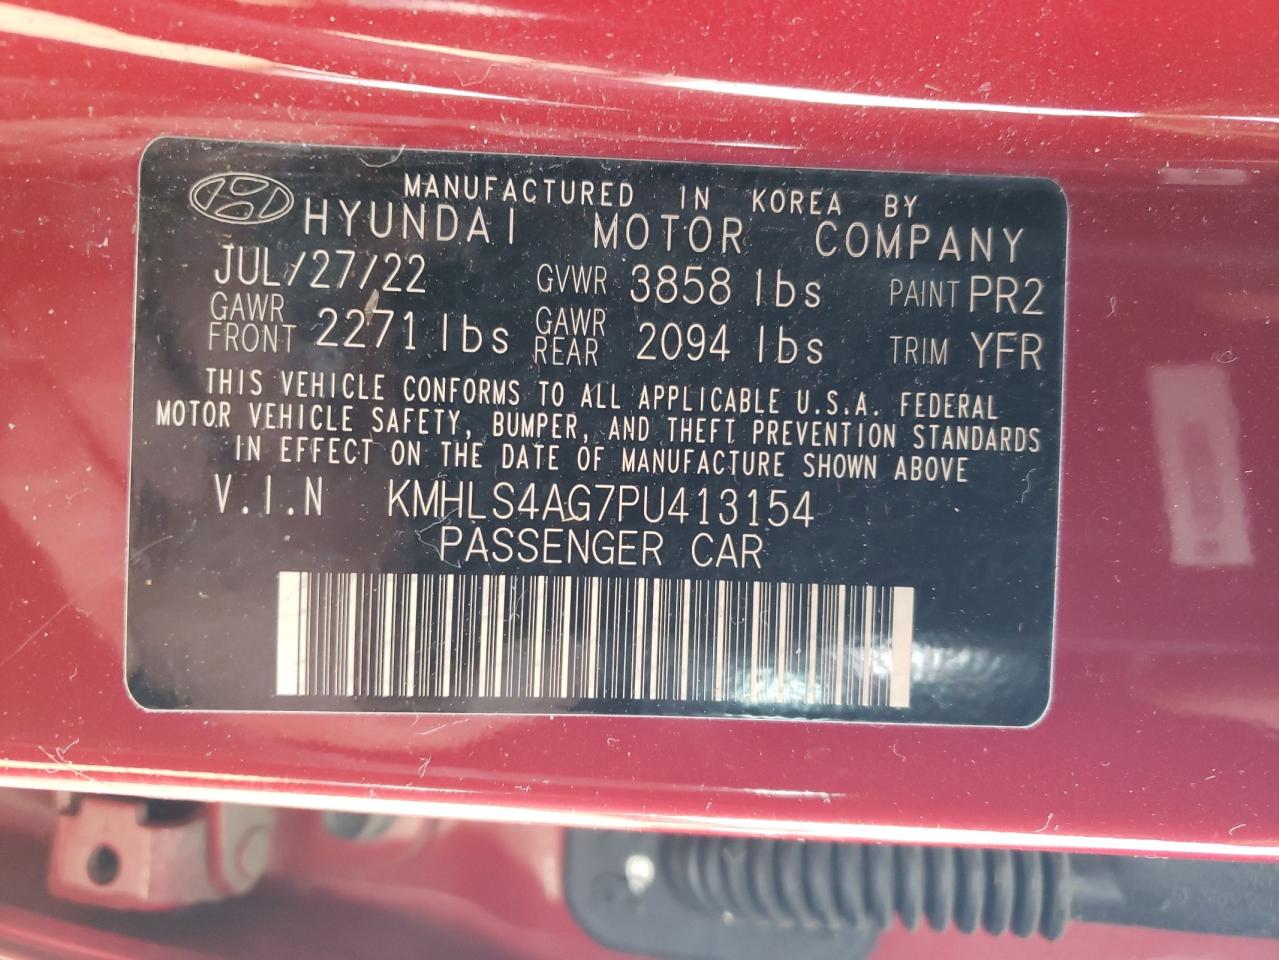 MANUFACTURED IN KOREA BY
HYUNDAI MOTOR COMPANY
JUL/27/22 GVWR 3858 lbs PAINT PR2
GAWR FRONT 2271 lbs GAWR REAR 2094 lbs TRIM YFR
THIS VEHICLE CONFORMS TO ALL APPLICABLE U.S.A. FEDERAL
MOTOR VEHICLE SAFETY, BUMPER, AND THEFT PREVENTION STANDARDS
IN EFFECT ON THE DATE OF MANUFACTURE SHOWN ABOVE
V.I.N KMHLS4AG7PU413154
PASSENGER CAR